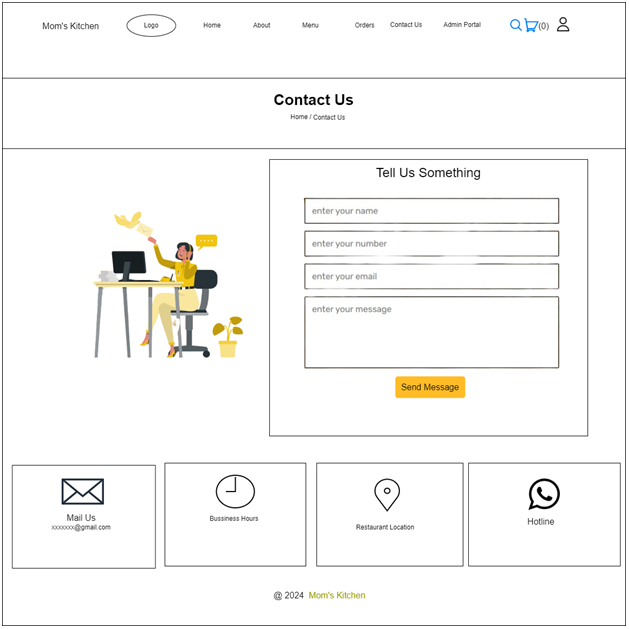 Mom's Kitchen Logo Home About Menu Orders Contact Us Admin Portal (0)
Contact Us
Home / Contact Us
Tell Us Something
enter your name
enter your number
enter your email
enter your message
Send Message
Mail Us
xxxxxxx@gmail.com
Bussiness Hours
Restaurant Location
Hotline
@ 2024 Mom's Kitchen